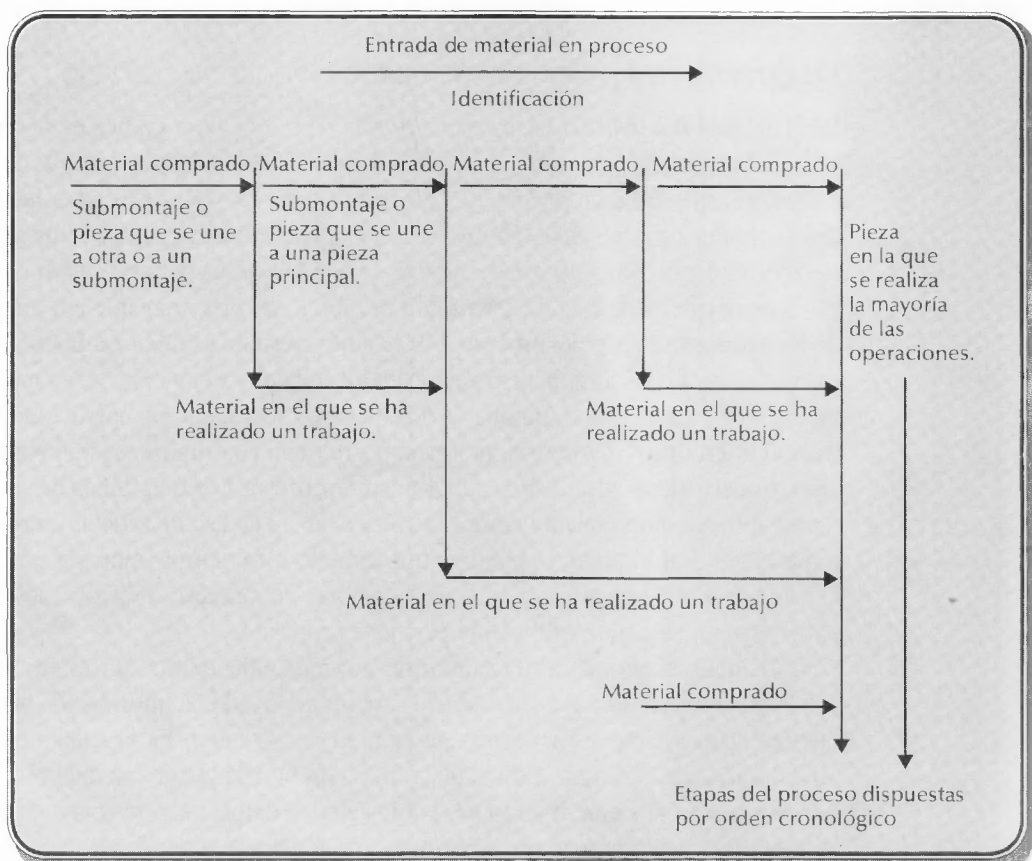 Entrada de material en proceso
Identificación
Material comprado
Material comprado
Material comprado
Material comprado
Submontaje o
pieza que se une
a otra o a un
submontaje.
Submontaje o
pieza que se une
a una pieza
principal.
Pieza
en la que
se realiza
la mayoría
de las
operaciones.
Material en el que se ha
realizado un trabajo.
Material en el que se ha
realizado un trabajo.
Material en el que se ha realizado un trabajo
Material comprado
Etapas del proceso dispuestas
por orden cronológico